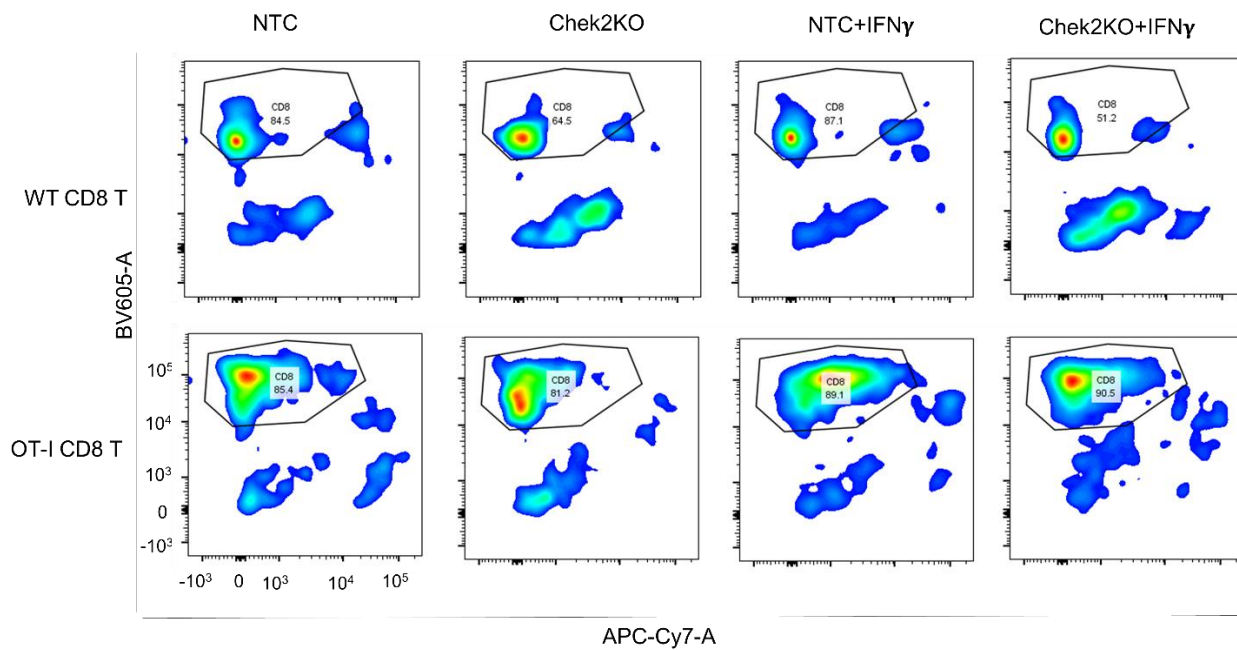 NTC
Chek2KO
NTC+IFNγ
Chek2KO+IFNγ
WT CD8 T
CD8
84.5
CD8
64.5
CD8
87.1
CD8
51.2
BV605-A
OT-I CD8 T
10⁵
10⁴
10³
0
-10³
CD8
85.4
CD8
81.2
CD8
89.1
CD8
90.5
-10³ 0 10³ 10⁴ 10⁵
APC-Cy7-A